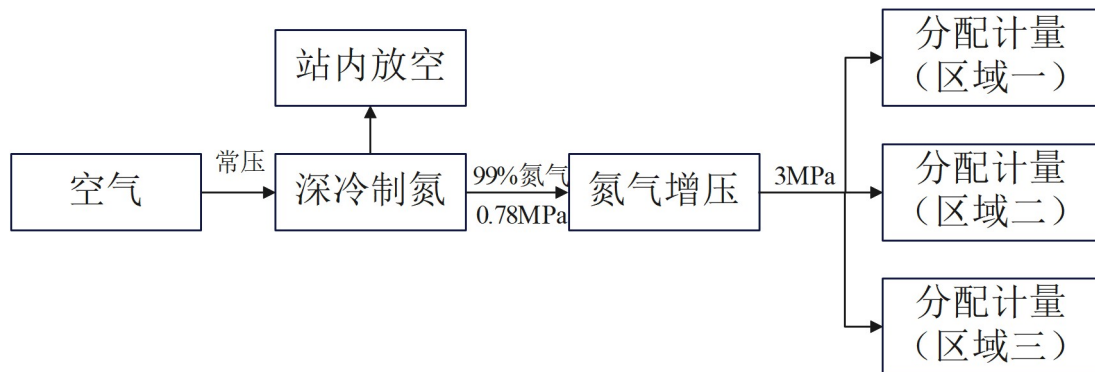 站内放空
空气
常压
深冷制氮
99%氮气
0.78MPa
氮气增压
3MPa
分配计量
（区域一）
分配计量
（区域二）
分配计量
（区域三）